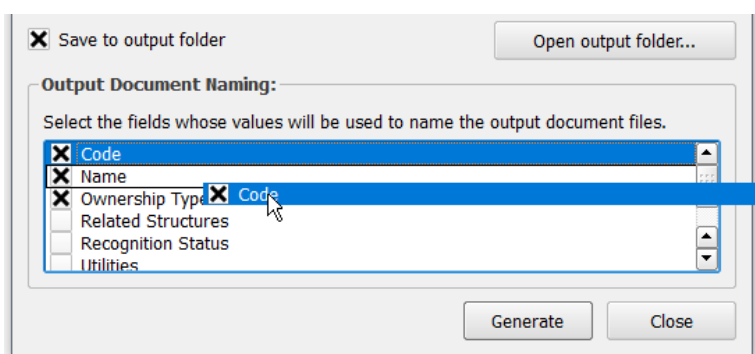 Save to output folder
Open output folder...
Output Document Naming:
Select the fields whose values will be used to name the output document files.
Code
Name
Ownership Type
Code
Related Structures
Recognition Status
Utilities
Generate
Close